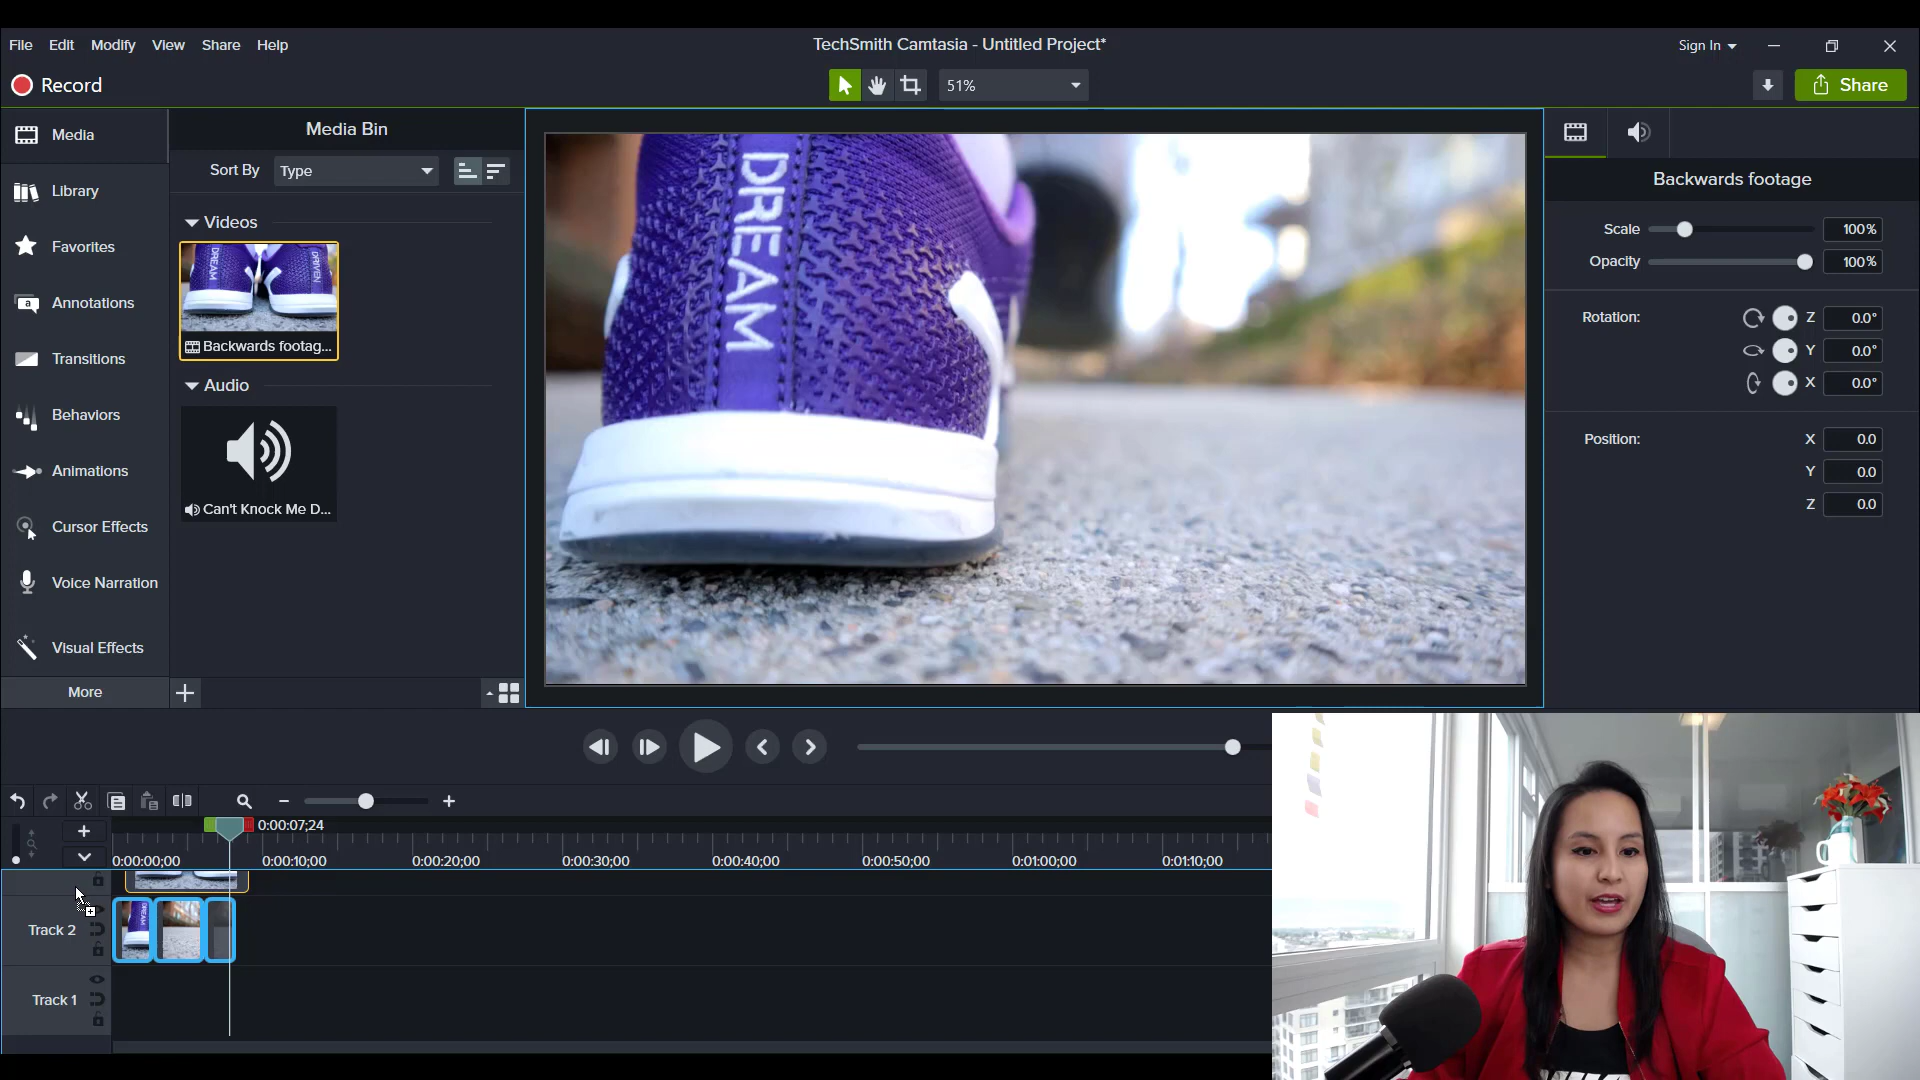 File Edit Modify View Share Help
TechSmith Camtasia - Untitled Project*
Sign In
Record
51%
Share
Media
Library
Favorites
Annotations
Transitions
Behaviors
Animations
Cursor Effects
Voice Narration
Visual Effects
More
Media Bin
Sort By Type
Videos
DREAM
DRIVEN
Backwards footag...
Audio
Can't Knock Me D...
DREAM
Backwards footage
Scale 100%
Opacity 100%
Rotation: Z 0.0°
Y 0.0°
X 0.0°
Position: X 0.0
Y 0.0
Z 0.0
0:00:07;24
0:00:00;00 0:00:10;00 0:00:20;00 0:00:30;00 0:00:40;00 0:00:50;00 0:01:00;00 0:01:10;00
Track 2
DREAM
Track 1